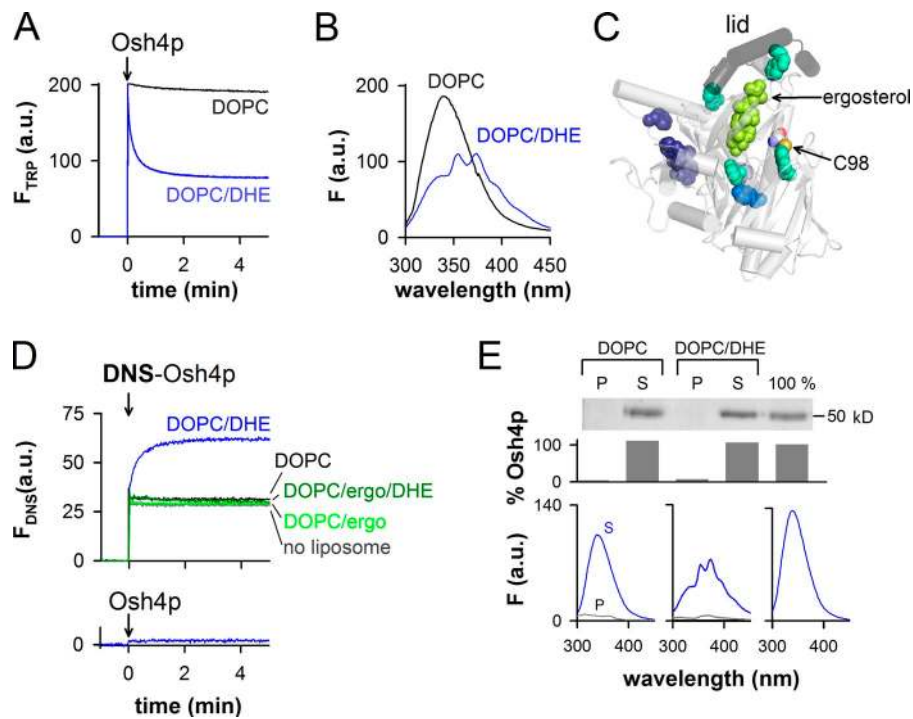 A
Osh4p
F_TRP (a.u.)
200
100
0
DOPC
DOPC/DHE
0 2 4
time (min)
B
F (a.u.)
200
100
0
DOPC
DOPC/DHE
300 350 400 450
wavelength (nm)
C
lid
ergosterol
C98
D
DNS-Osh4p
F_DNS(a.u.)
75
50
25
0
DOPC/DHE
DOPC
DOPC/ergo/DHE
DOPC/ergo
no liposome
0 2 4
Osh4p
0
0 2 4
time (min)
E
DOPC DOPC/DHE
P S P S 100 %
50 kD
% Osh4p
100
0
F (a.u.)
140
0
S
P
300 400 300 400 300 400
wavelength (nm)